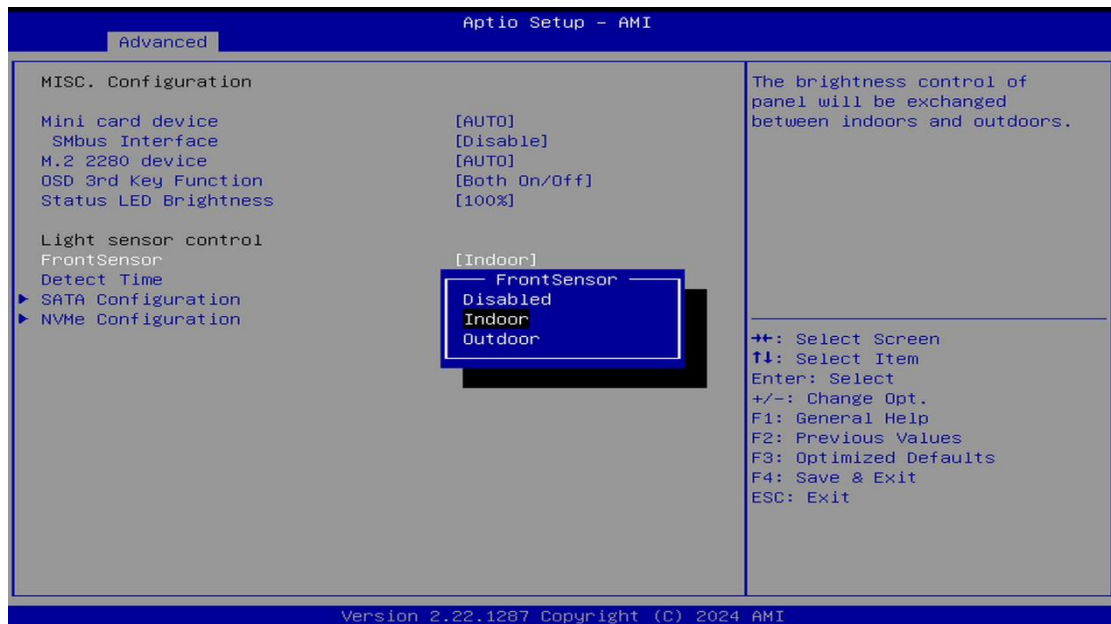 Aptio Setup - AMI
Advanced
MISC. Configuration
Mini card device [AUTO]
SMbus Interface [Disable]
M.2 2280 device [AUTO]
OSD 3rd Key Function [Both On/Off]
Status LED Brightness [100%]
Light sensor control
FrontSensor [Indoor]
Detect Time
SATA Configuration
NVMe Configuration
FrontSensor
Disabled
Indoor
Outdoor
The brightness control of
panel will be exchanged
between indoors and outdoors.
→←: Select Screen
↑↓: Select Item
Enter: Select
+/-: Change Opt.
F1: General Help
F2: Previous Values
F3: Optimized Defaults
F4: Save & Exit
ESC: Exit
Version 2.22.1287 Copyright (C) 2024 AMI